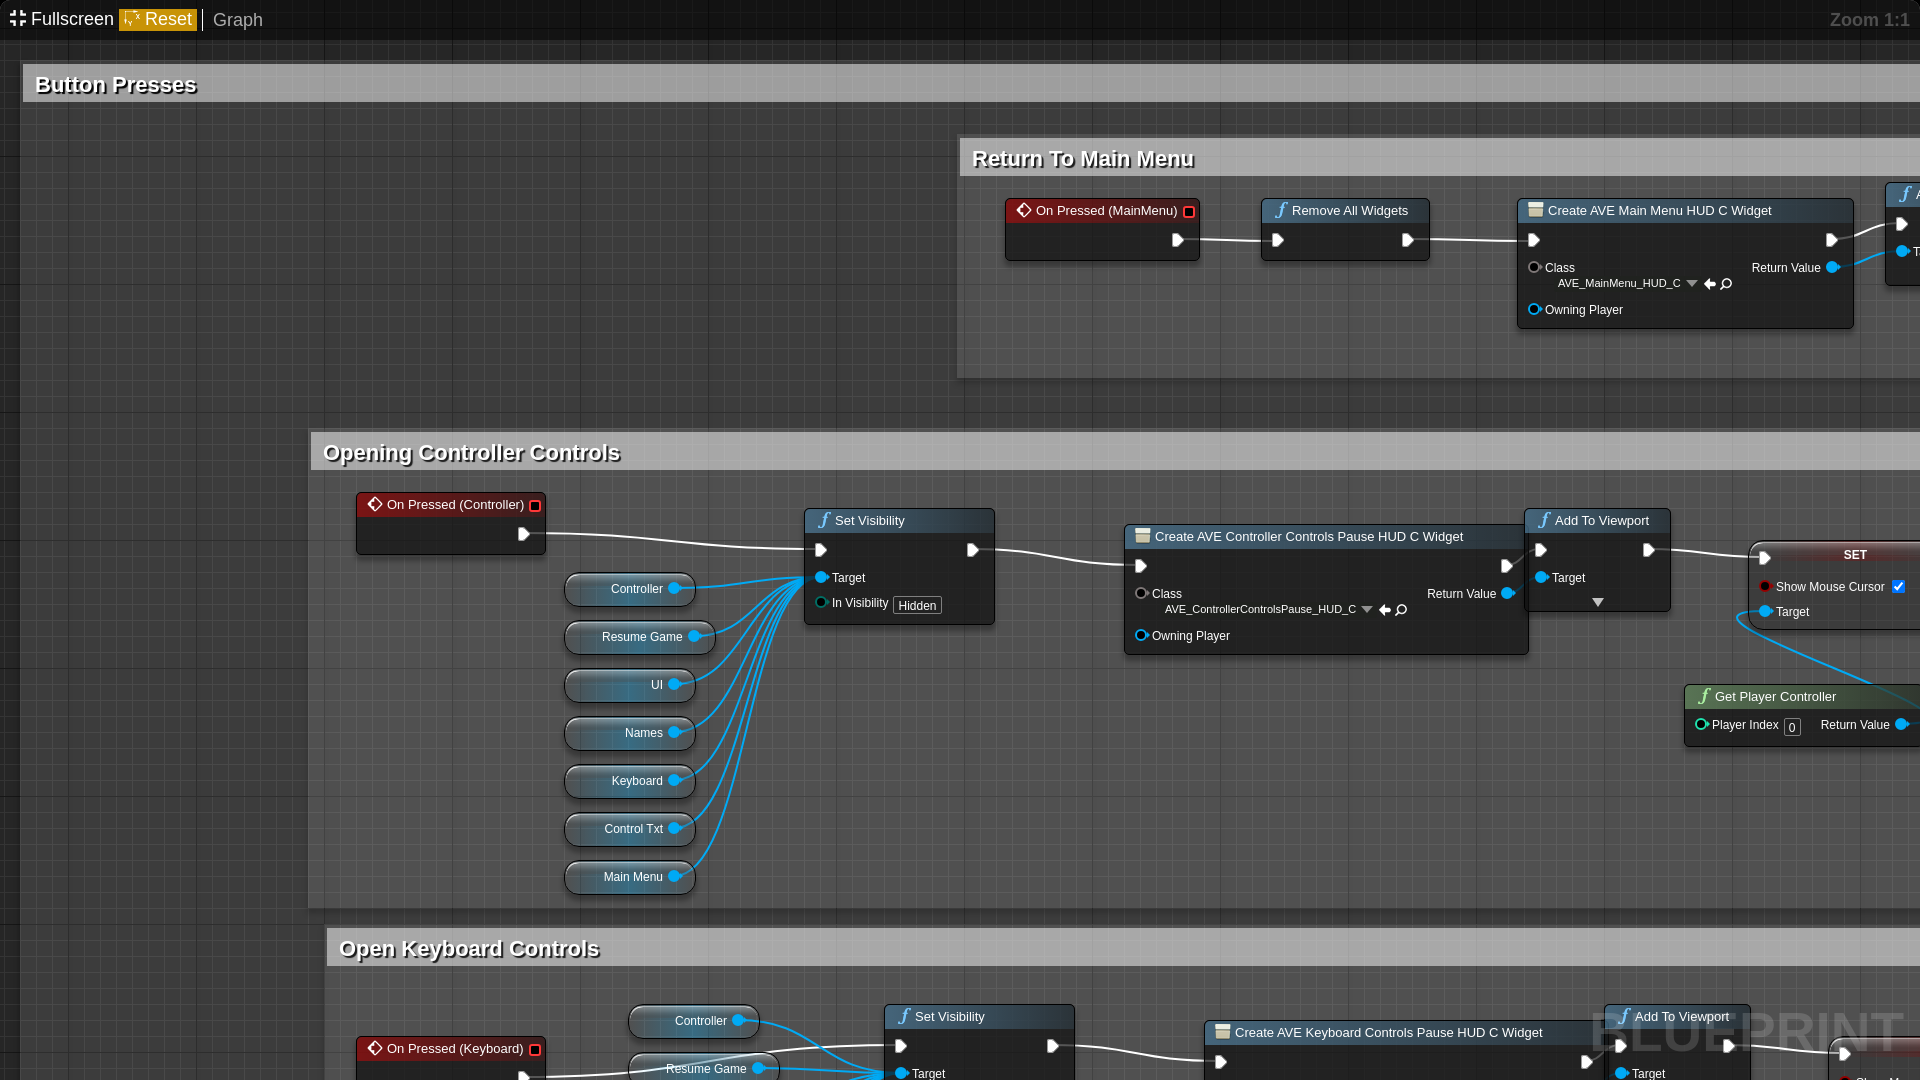 Fullscreen Reset Graph Zoom 1:1
Button Presses
Return To Main Menu
On Pressed (MainMenu)
Remove All Widgets
Create AVE Main Menu HUD C Widget
Class
AVE_MainMenu_HUD_C
Return Value
Owning Player
Opening Controller Controls
On Pressed (Controller)
Controller
Resume Game
UI
Names
Keyboard
Control Txt
Main Menu
Set Visibility
Target
In Visibility Hidden
Create AVE Controller Controls Pause HUD C Widget
Class
AVE_ControllerControlsPause_HUD_C
Return Value
Owning Player
Add To Viewport
Target
SET
Show Mouse Cursor
Target
Get Player Controller
Player Index 0 Return Value
Open Keyboard Controls
On Pressed (Keyboard)
Controller
Resume Game
Set Visibility
Target
Create AVE Keyboard Controls Pause HUD C Widget
Add To Viewport
Target
BLUEPRINT